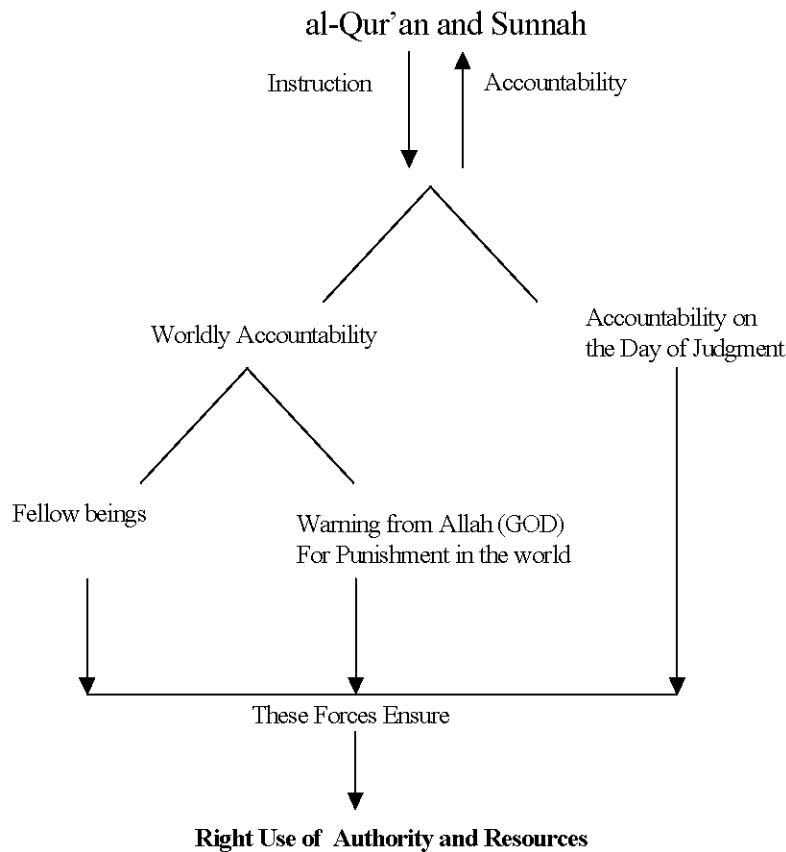 al-Qur’an and Sunnah
Instruction
Accountability
Worldly Accountability
Accountability on
the Day of Judgment
Fellow beings
Warning from Allah (GOD)
For Punishment in the world
These Forces Ensure
Right Use of Authority and Resources